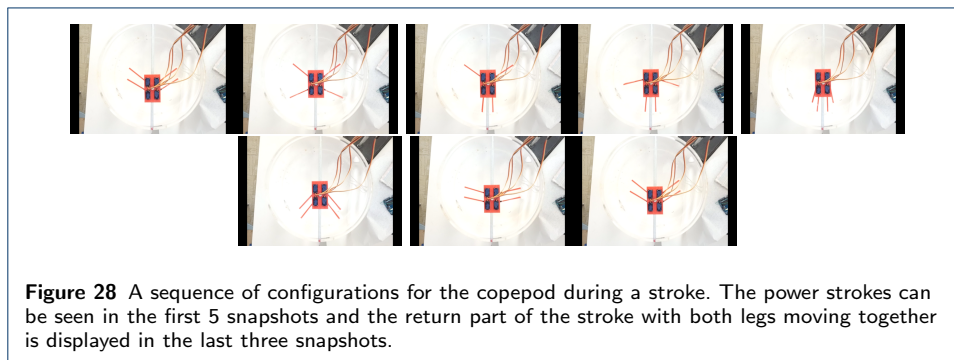 Figure 28 A sequence of configurations for the copepod during a stroke. The power strokes can
be seen in the first 5 snapshots and the return part of the stroke with both legs moving together
is displayed in the last three snapshots.